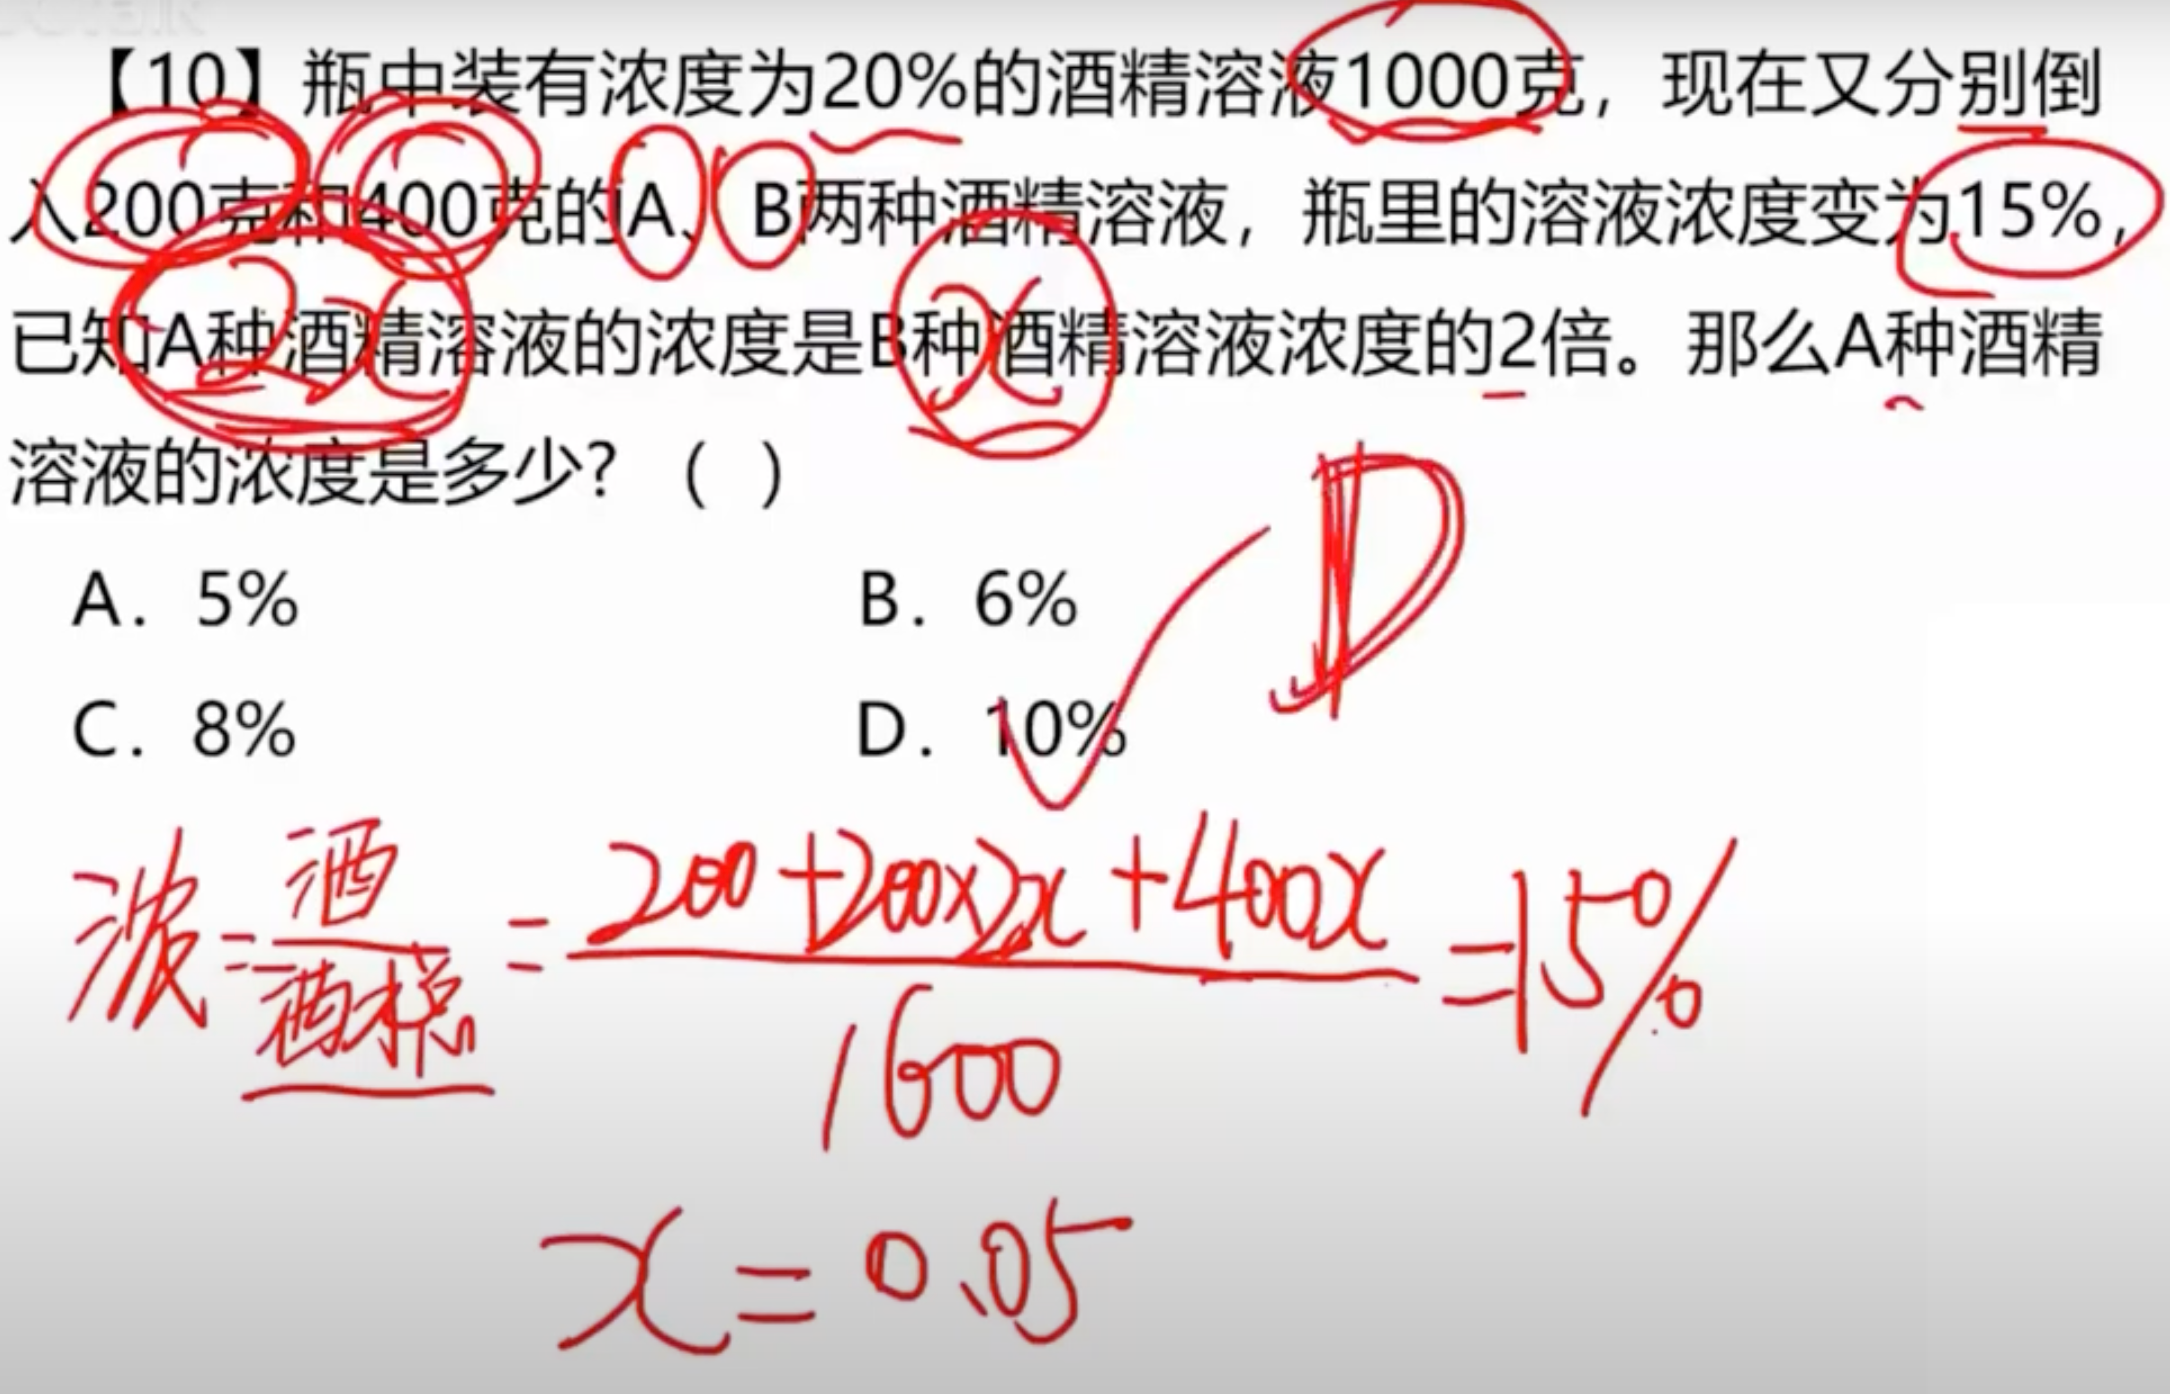 【10】瓶中装有浓度为20%的酒精溶液1000克，现在又分别倒
入200克和400克的A、B两种酒精溶液，瓶里的溶液浓度变为15%，
2x
x
已知A种酒精溶液的浓度是B种酒精溶液浓度的2倍。那么A种酒精
溶液的浓度是多少？（ ）
D
A. 5%
B. 6%
C. 8%
D. 10%
浓=酒/酒+总=200+200×2x+400x/1600=15%
x=0.05